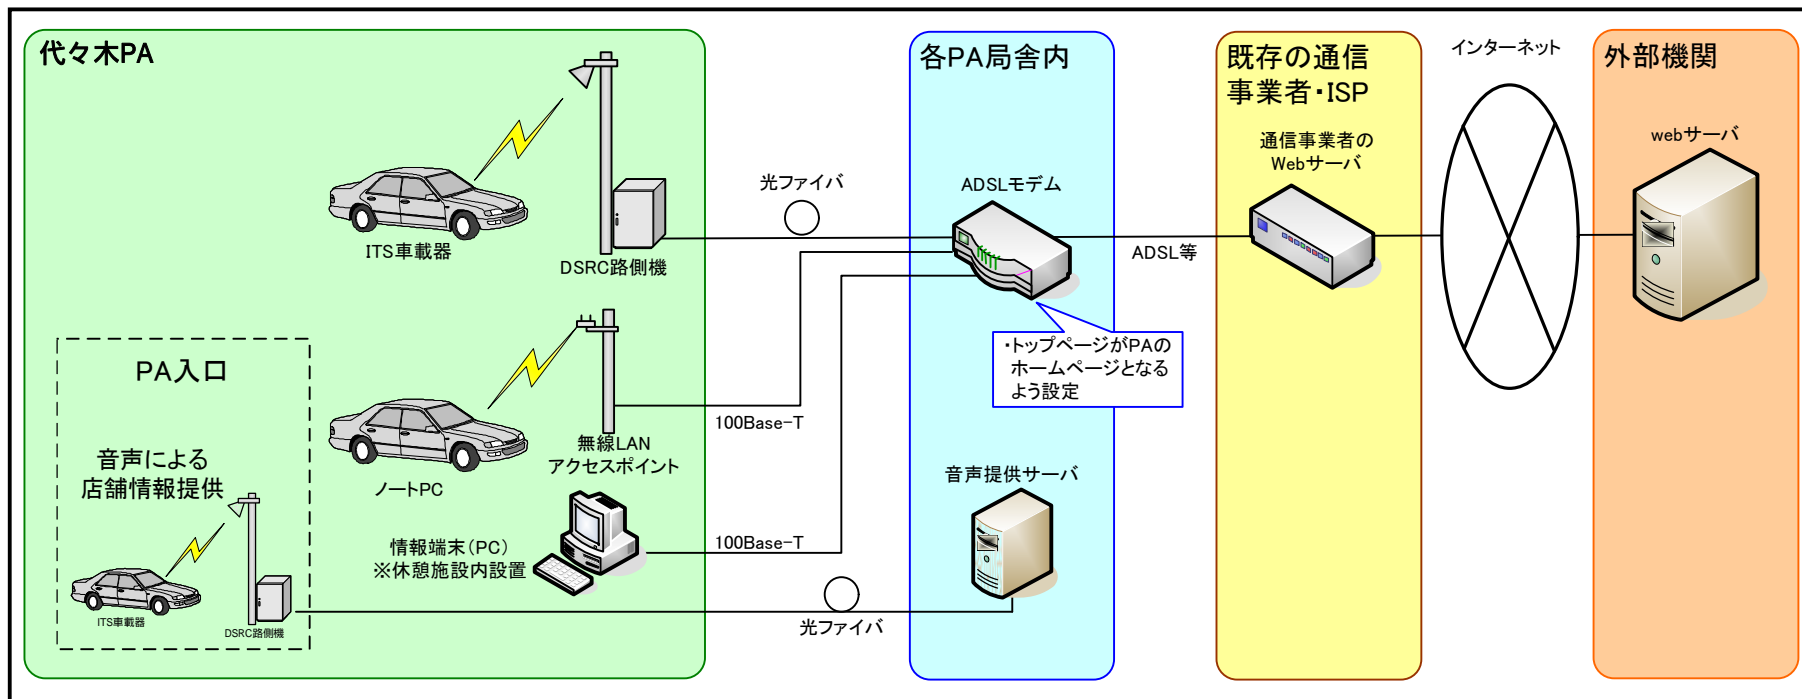 代々木PA
ITS車載器
DSRC路側機
PA入口
音声による
店舗情報提供
ITS車載器
DSRC路側機
ノートPC
無線LAN
アクセスポイント
情報端末(PC)
※休憩施設内設置
光ファイバ
100Base-T
100Base-T
光ファイバ
各PA局舎内
ADSLモデム
・トップページがPAの
ホームページとなる
よう設定
音声提供サーバ
ADSL等
既存の通信
事業者・ISP
通信事業者の
Webサーバ
インターネット
外部機関
webサーバ